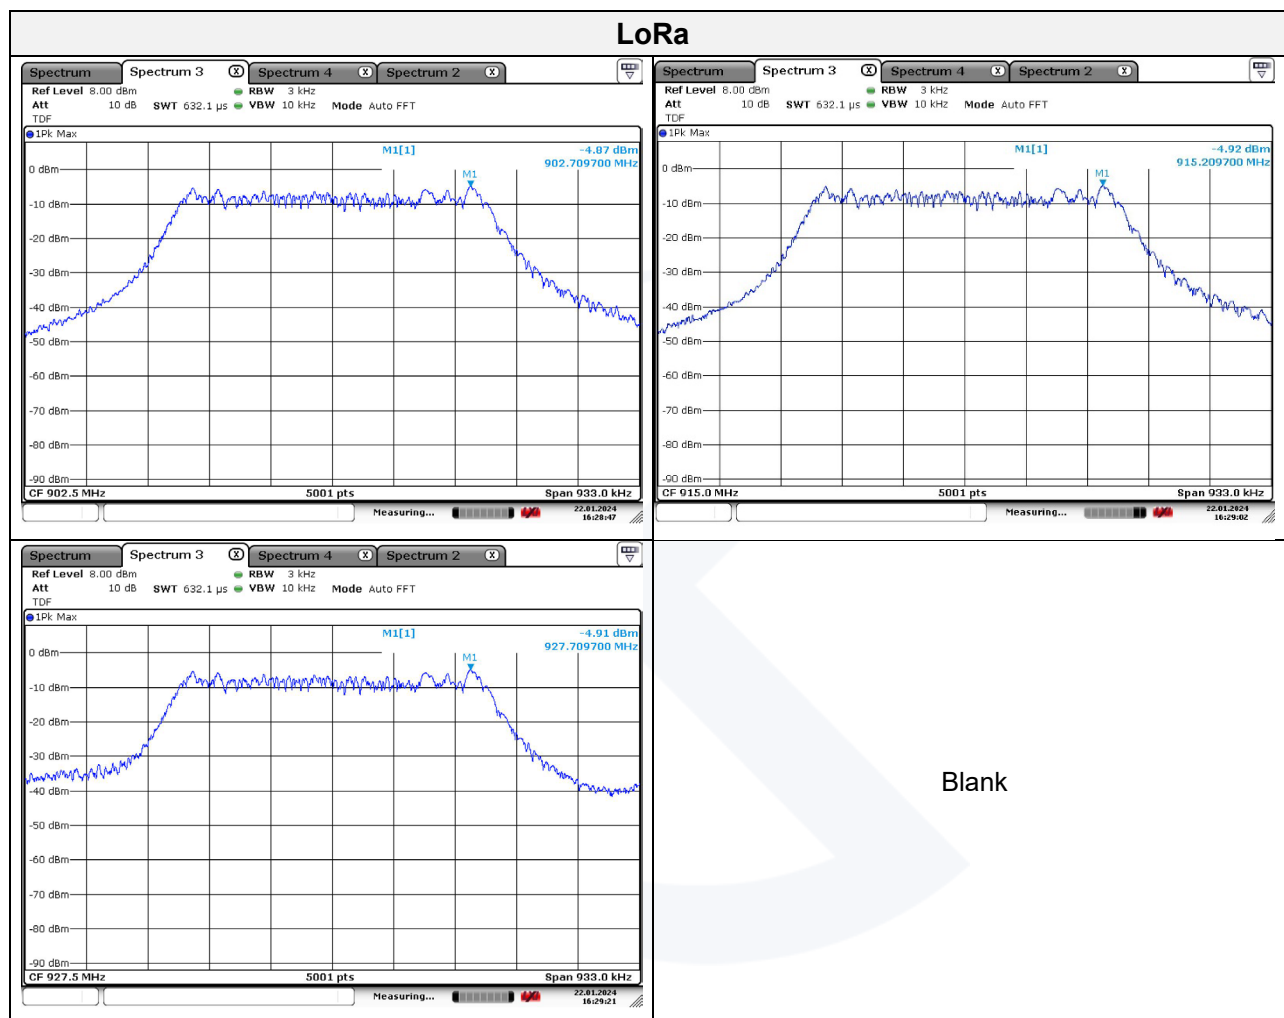 LoRa
Spectrum Spectrum 3 X Spectrum 4 X Spectrum 2 X
Ref Level 8.00 dBm RBW 3 kHz
Att 10 dB SWT 632.1 µs VBW 10 kHz Mode Auto FFT
TDF
1Pk Max
M1[1] -4.87 dBm
902.709700 MHz
M1
0 dBm
-10 dBm
-20 dBm
-30 dBm
-40 dBm
-50 dBm
-60 dBm
-70 dBm
-80 dBm
-90 dBm
CF 902.5 MHz 5001 pts Span 933.0 kHz
Measuring... 22.01.2024
16:28:47
Spectrum Spectrum 3 X Spectrum 4 X Spectrum 2 X
Ref Level 8.00 dBm RBW 3 kHz
Att 10 dB SWT 632.1 µs VBW 10 kHz Mode Auto FFT
TDF
1Pk Max
M1[1] -4.92 dBm
915.209700 MHz
M1
0 dBm
-10 dBm
-20 dBm
-30 dBm
-40 dBm
-50 dBm
-60 dBm
-70 dBm
-80 dBm
-90 dBm
CF 915.0 MHz 5001 pts Span 933.0 kHz
Measuring... 22.01.2024
16:29:02
Spectrum Spectrum 3 X Spectrum 4 X Spectrum 2 X
Ref Level 8.00 dBm RBW 3 kHz
Att 10 dB SWT 632.1 µs VBW 10 kHz Mode Auto FFT
TDF
1Pk Max
M1[1] -4.91 dBm
927.709700 MHz
M1
0 dBm
-10 dBm
-20 dBm
-30 dBm
-40 dBm
-50 dBm
-60 dBm
-70 dBm
-80 dBm
-90 dBm
CF 927.5 MHz 5001 pts Span 933.0 kHz
Measuring... 22.01.2024
16:29:21
Blank